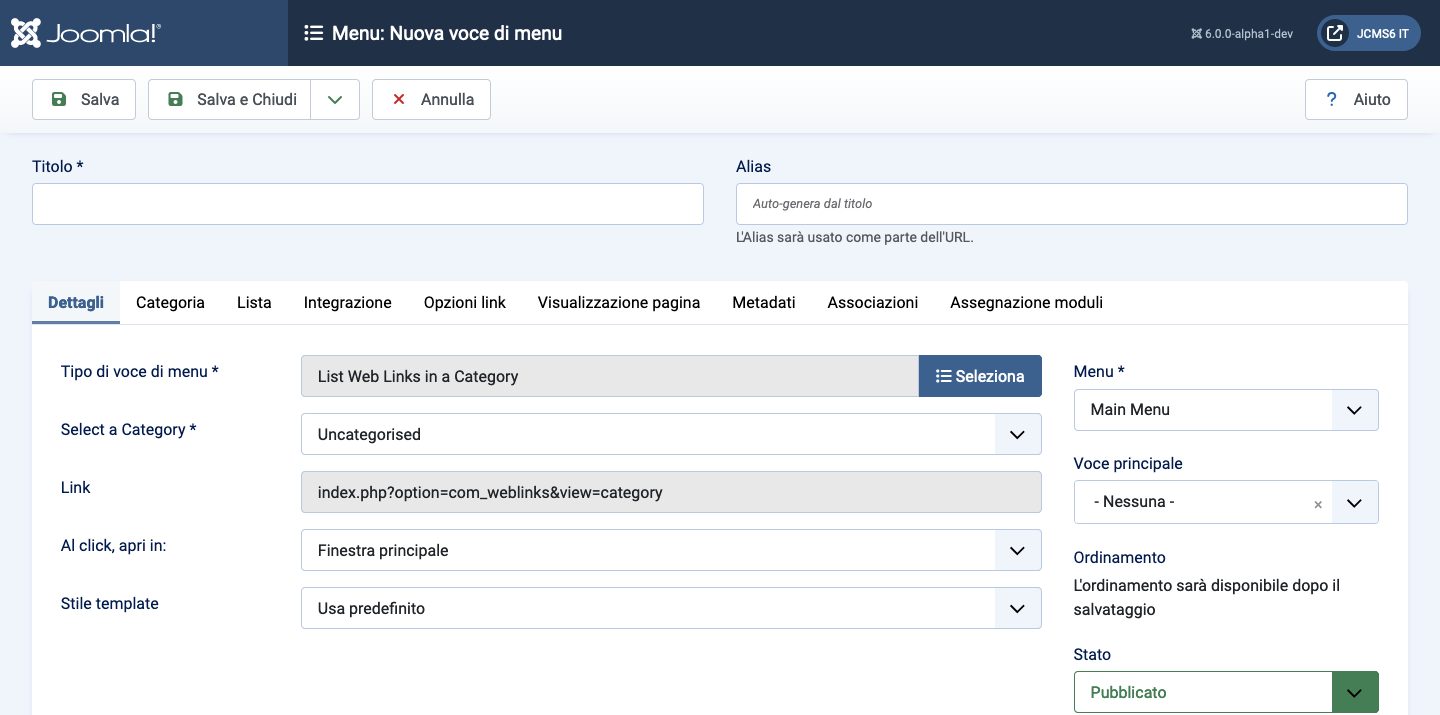 Joomla!®
Menu: Nuova voce di menu
6.0.0-alpha1-dev
JCMS6 IT
Salva
Salva e Chiudi
Annulla
? Aiuto
Titolo *
Alias
Auto-genera dal titolo
L'Alias sarà usato come parte dell'URL.
Dettagli Categoria Lista Integrazione Opzioni link Visualizzazione pagina Metadati Associazioni Assegnazione moduli
Tipo di voce di menu *
List Web Links in a Category
Seleziona
Select a Category *
Uncategorised
Link
index.php?option=com_weblinks&view=category
Al click, apri in:
Finestra principale
Stile template
Usa predefinito
Menu *
Main Menu
Voce principale
- Nessuna -
×
Ordinamento
L'ordinamento sarà disponibile dopo il
salvataggio
Stato
Pubblicato